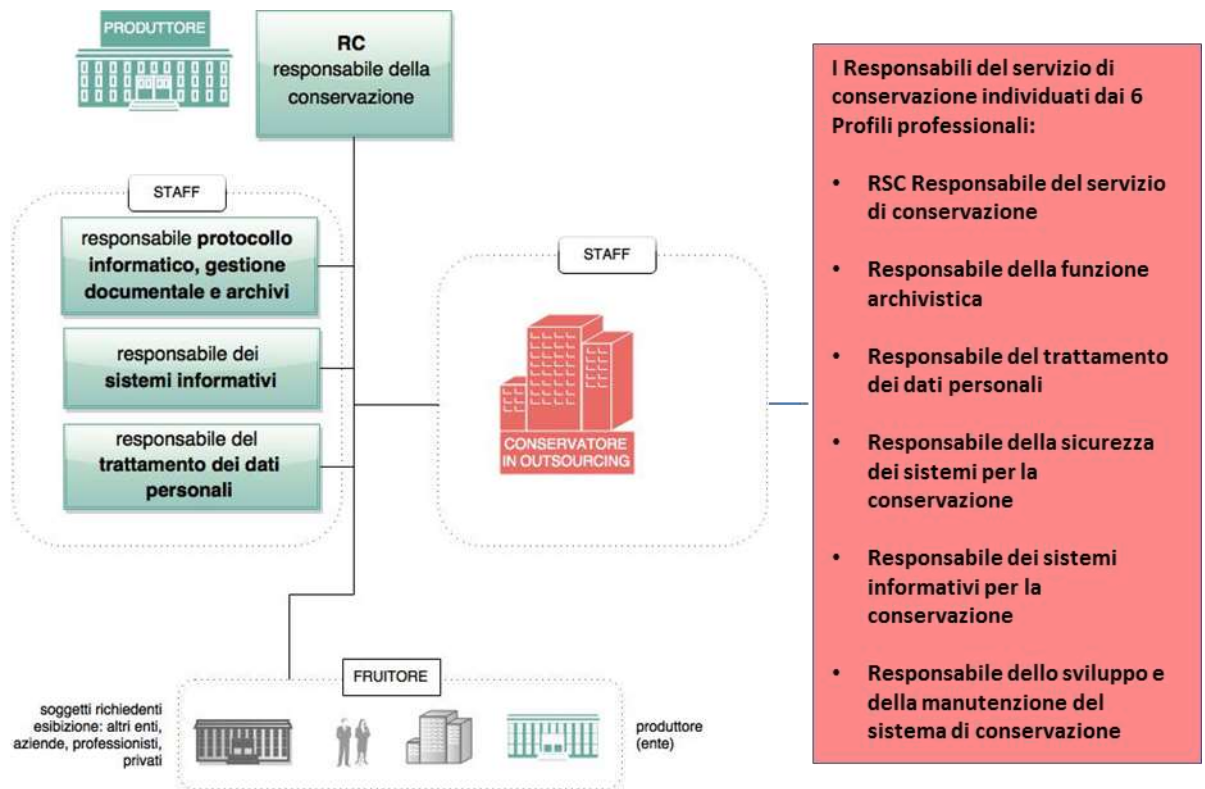 PRODUTTORE
RC
responsabile della
conservazione
STAFF
responsabile protocollo
informatico, gestione
documentale e archivi
responsabile dei
sistemi informativi
responsabile del
trattamento dei dati
personali
STAFF
CONSERVATORE
IN OUTSOURCING
I Responsabili del servizio di
conservazione individuati dai 6
Profili professionali:
• RSC Responsabile del servizio
di conservazione
• Responsabile della funzione
archivistica
• Responsabile del trattamento
dei dati personali
• Responsabile della sicurezza
dei sistemi per la
conservazione
• Responsabile dei sistemi
informativi per la
conservazione
• Responsabile dello sviluppo e
della manutenzione del
sistema di conservazione
FRUITORE
soggetti richiedenti
esibizione: altri enti,
aziende, professionisti,
privati
produttore
(ente)